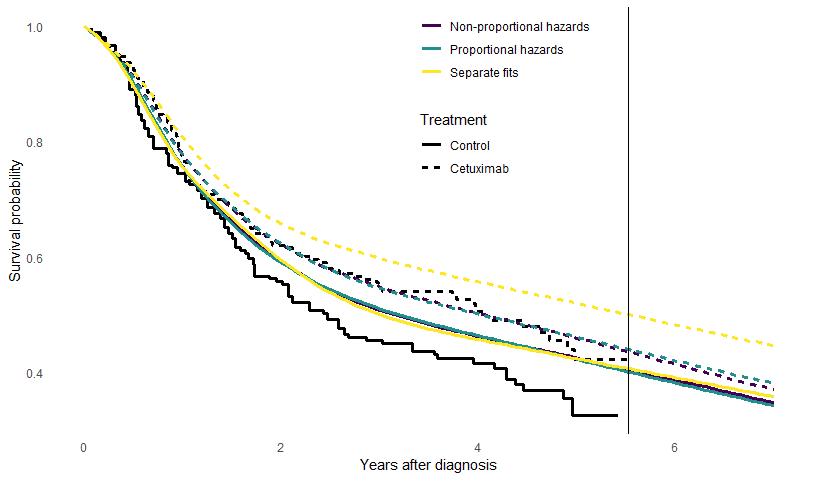 Non-proportional hazards
Proportional hazards
Separate fits
Treatment
Control
Cetuximab
Survival probability
1.0
0.8
0.6
0.4
0 2 4 6
Years after diagnosis